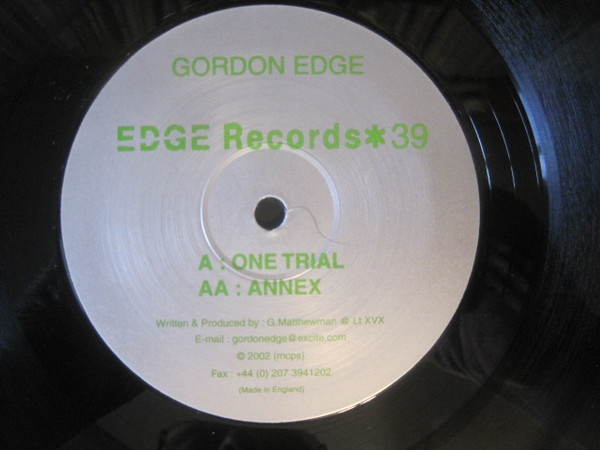 GORDON EDGE
EDGE Records*39
A : ONE TRIAL
AA : ANNEX
Written & Produced by : G.Matthewman @ Lt XVX
E-mail : gordonedge@excite.com
© 2002 (mcps)
Fax : +44 (0) 207 3941202
(Made in England)